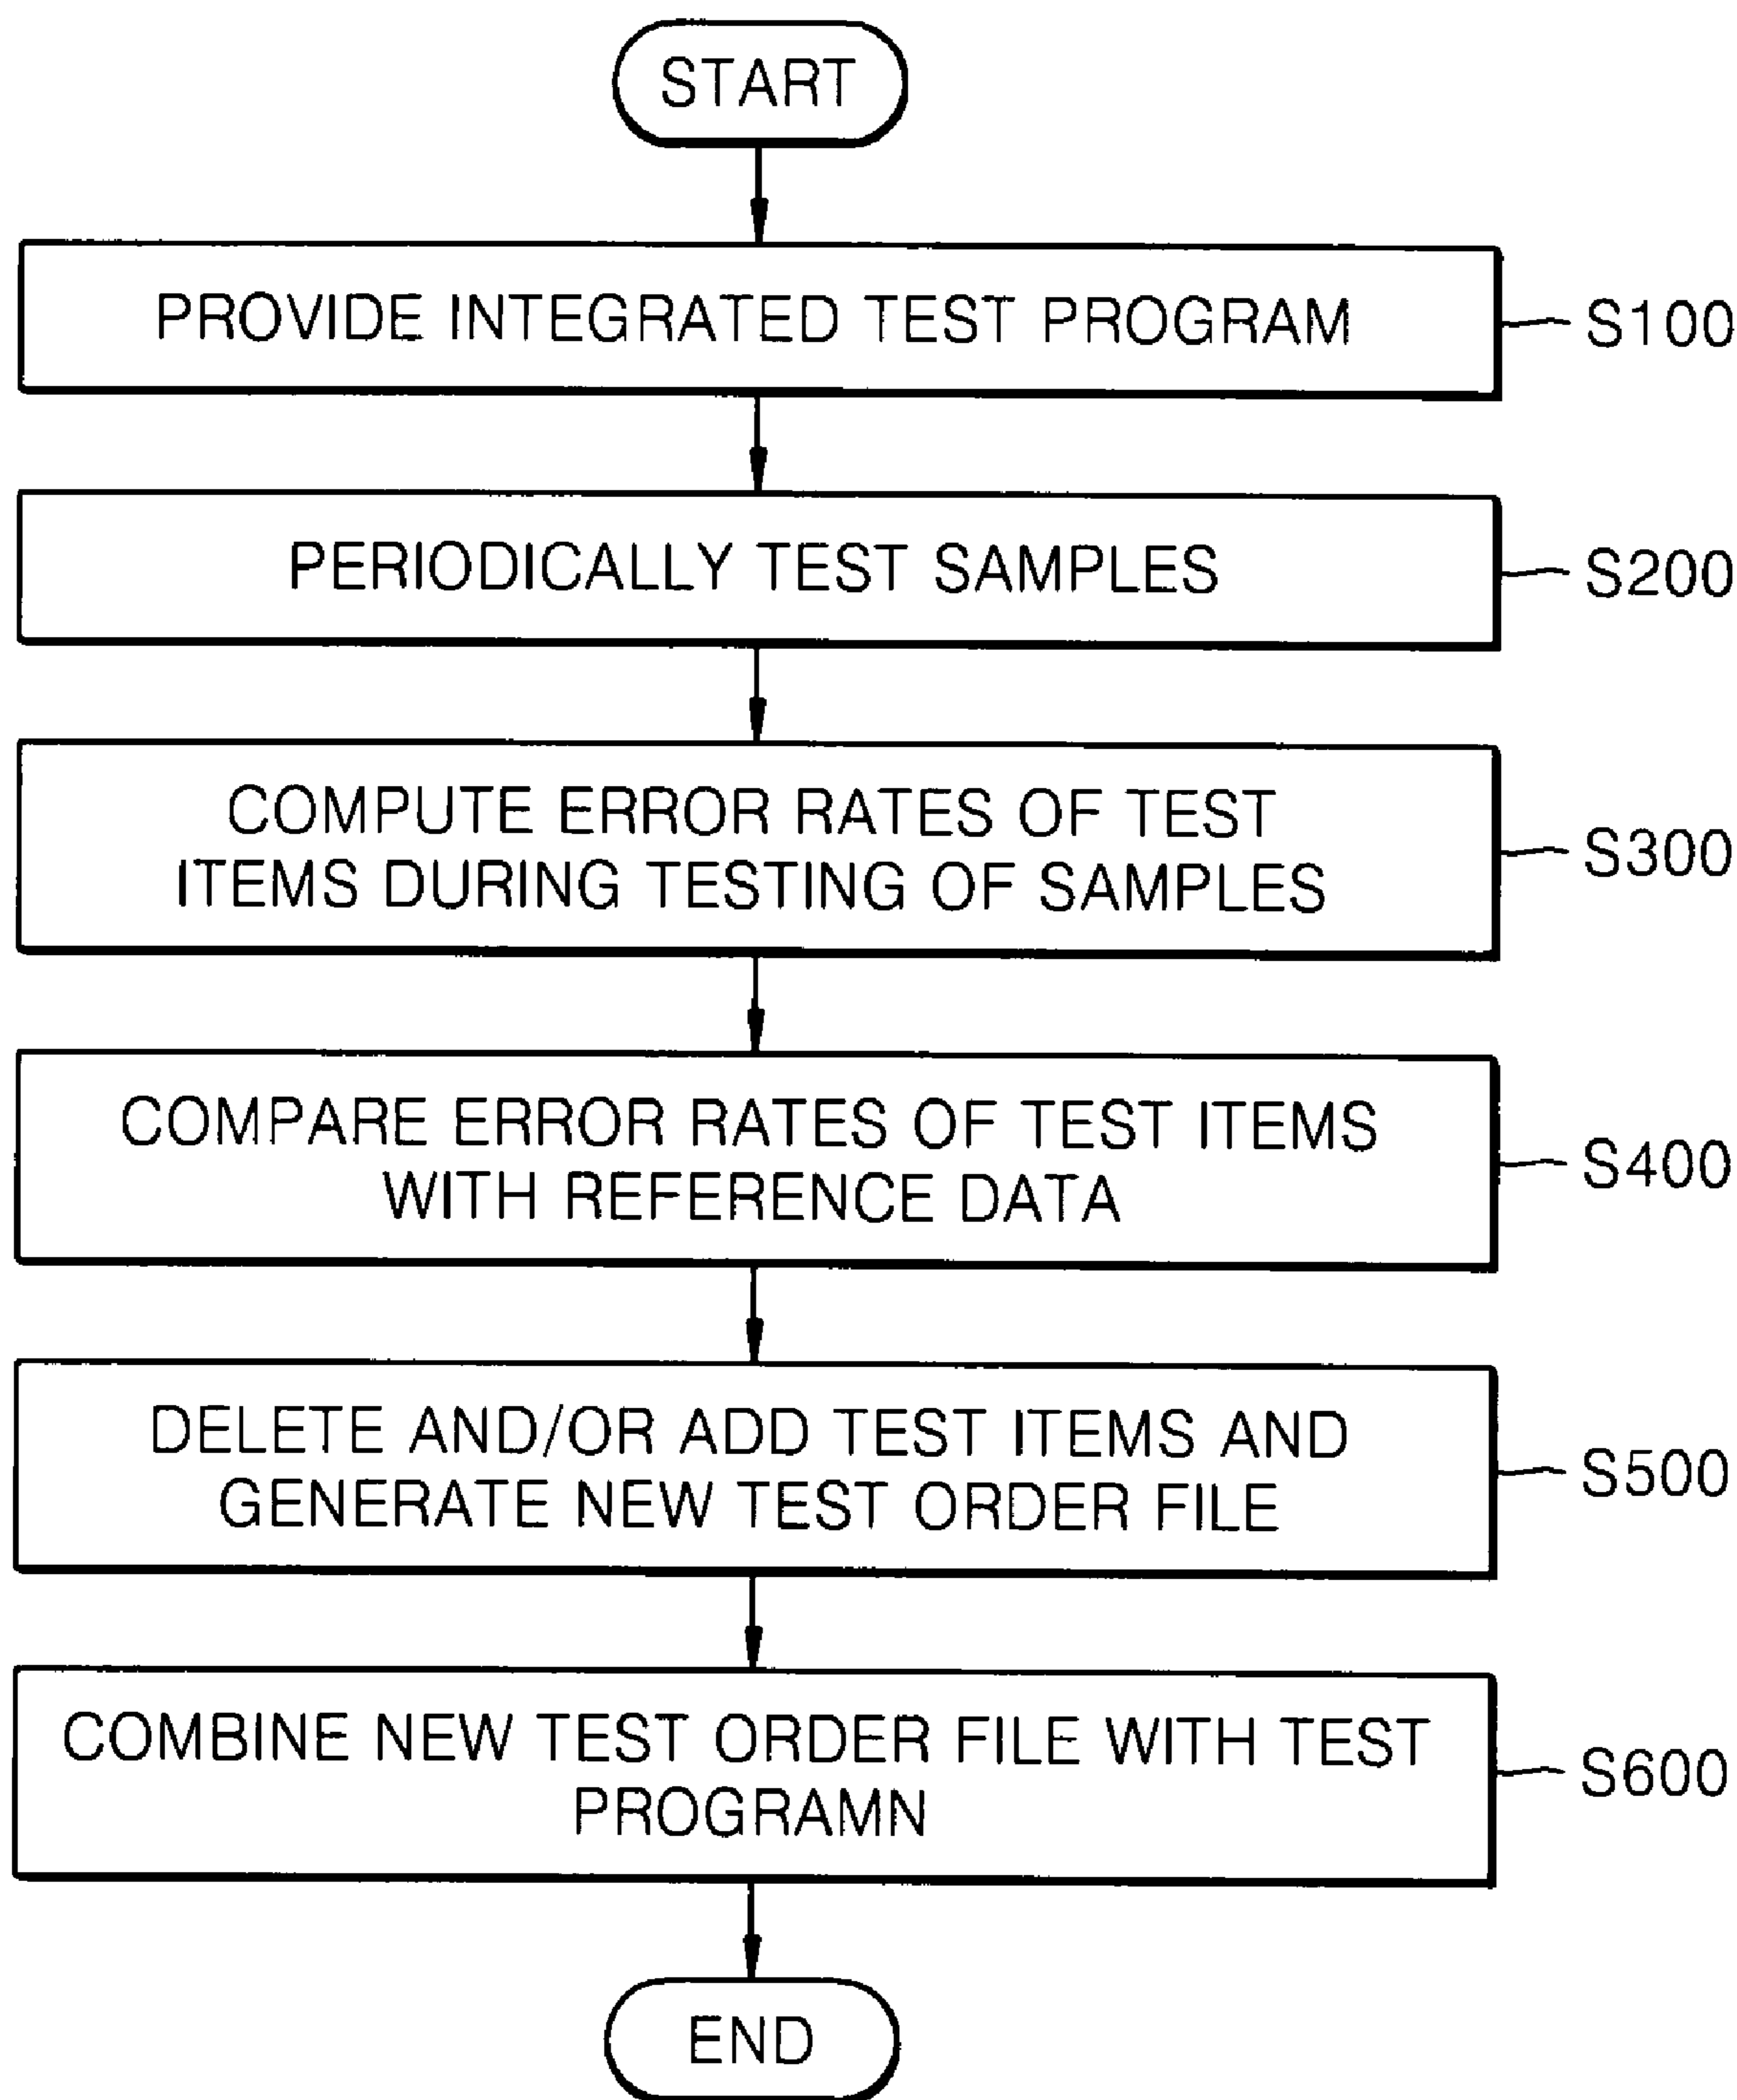 START
PROVIDE INTEGRATED TEST PROGRAM
S100
PERIODICALLY TEST SAMPLES
S200
COMPUTE ERROR RATES OF TEST
ITEMS DURING TESTING OF SAMPLES
S300
COMPARE ERROR RATES OF TEST ITEMS
WITH REFERENCE DATA
S400
DELETE AND/OR ADD TEST ITEMS AND
GENERATE NEW TEST ORDER FILE
S500
COMBINE NEW TEST ORDER FILE WITH TEST
PROGRAMN
S600
END